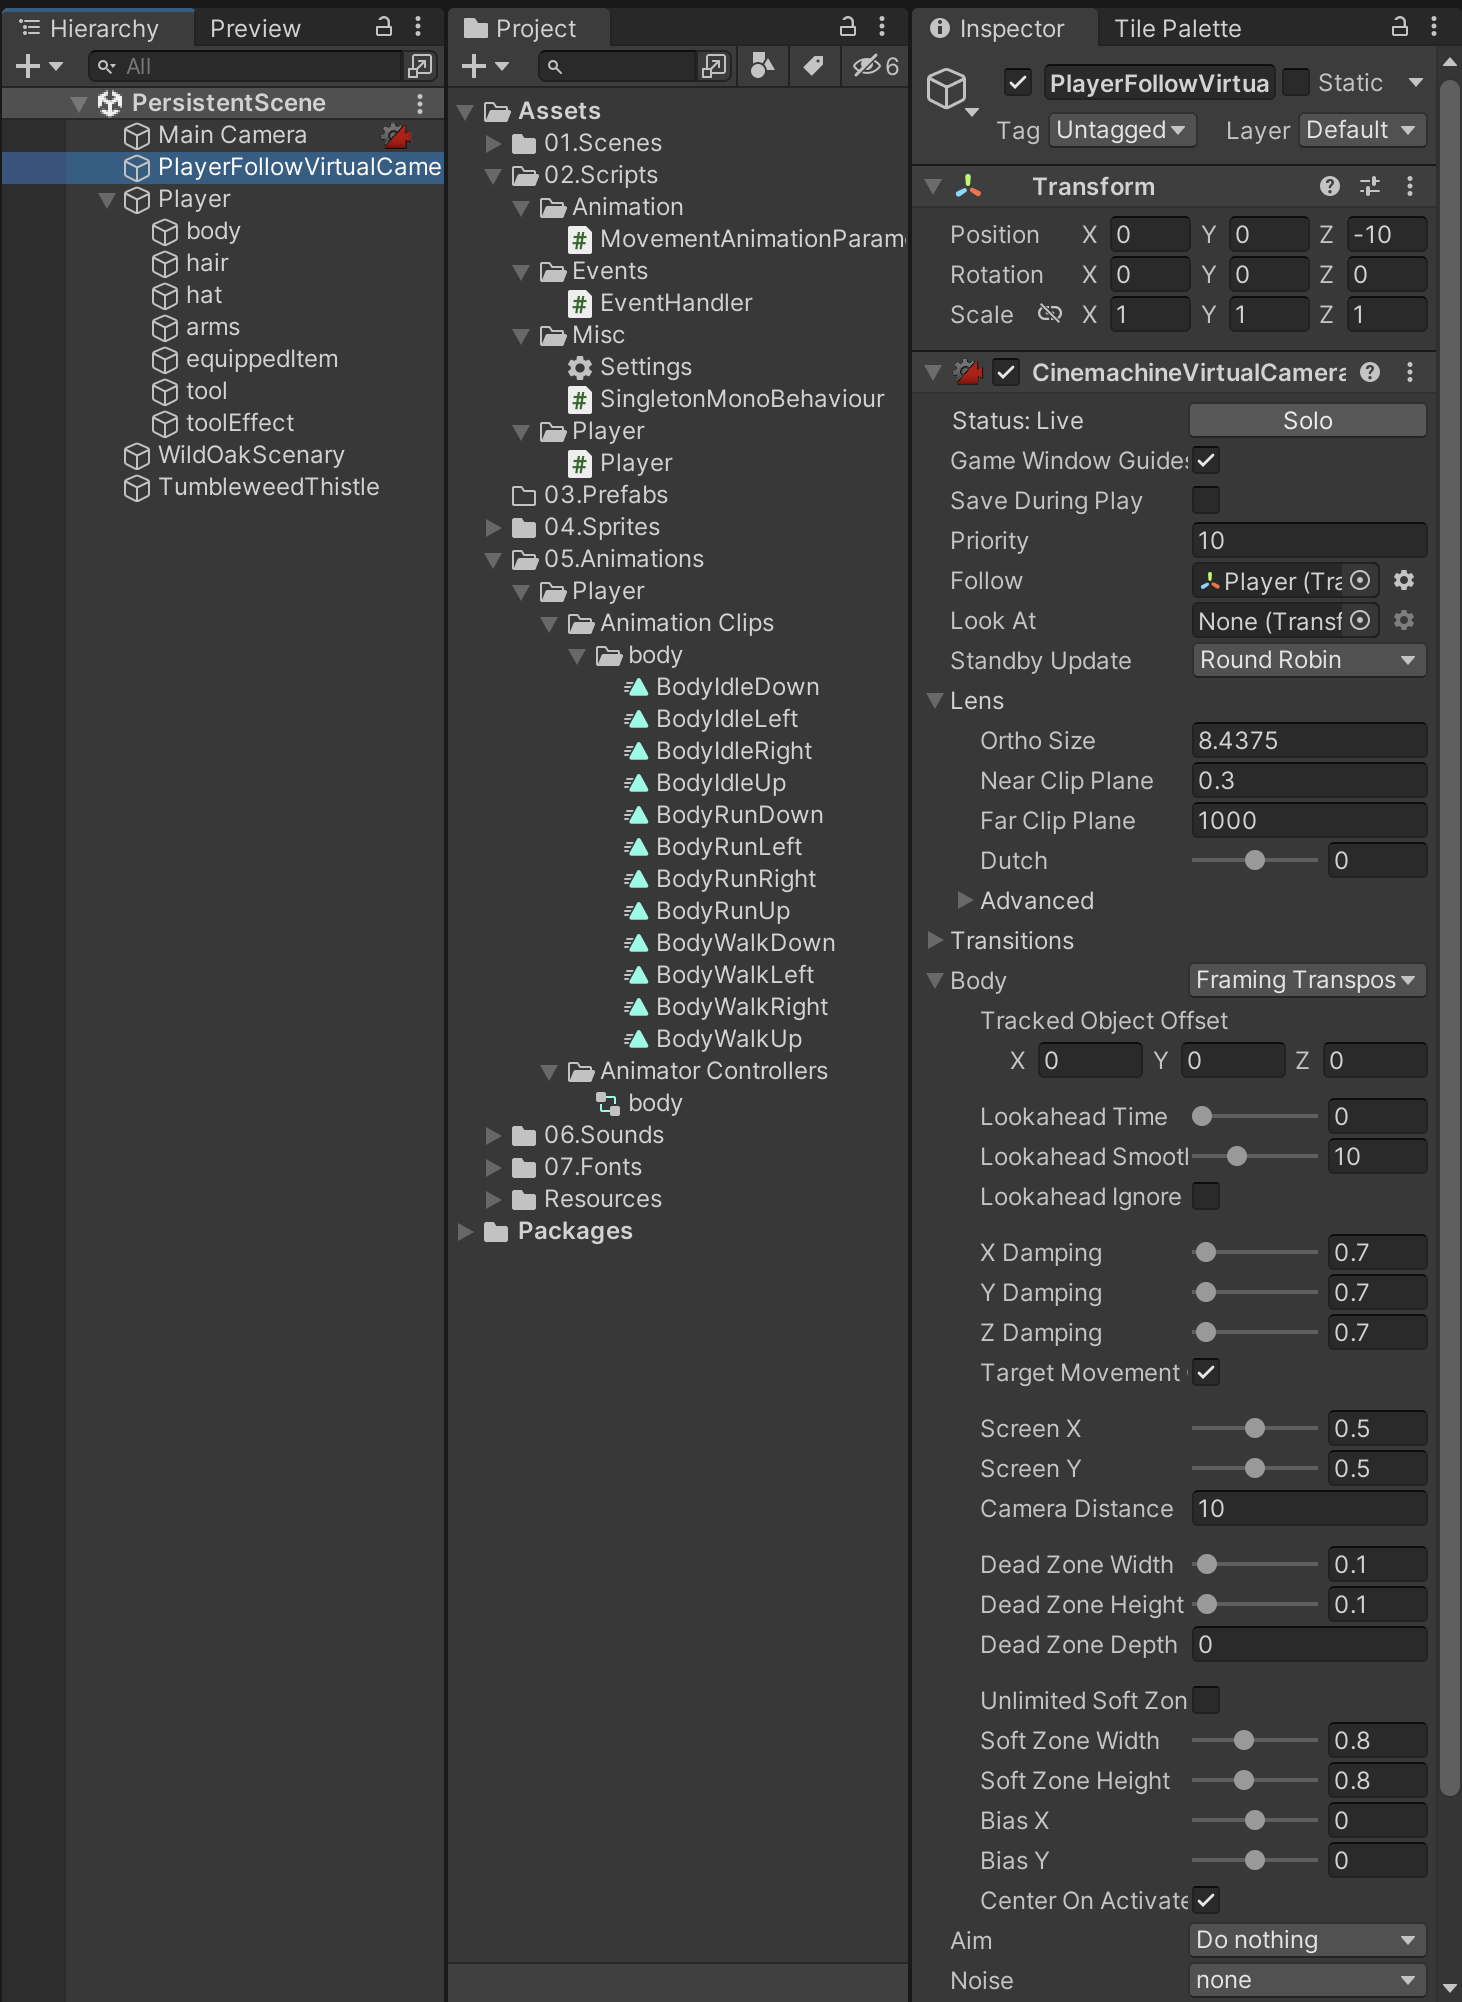 Hierarchy
Preview
All
PersistentScene
Main Camera
PlayerFollowVirtualCame
Player
body
hair
hat
arms
equippedItem
tool
toolEffect
WildOakScenary
TumbleweedThistle
Project
6
Assets
01.Scenes
02.Scripts
Animation
MovementAnimationParam
Events
EventHandler
Misc
Settings
SingletonMonoBehaviour
Player
Player
03.Prefabs
04.Sprites
05.Animations
Player
Animation Clips
body
BodyIdleDown
BodyIdleLeft
BodyIdleRight
BodyIdleUp
BodyRunDown
BodyRunLeft
BodyRunRight
BodyRunUp
BodyWalkDown
BodyWalkLeft
BodyWalkRight
BodyWalkUp
Animator Controllers
body
06.Sounds
07.Fonts
Resources
Packages
Inspector
Tile Palette
PlayerFollowVirtua Static
Tag Untagged Layer Default
Transform
Position X 0 Y 0 Z -10
Rotation X 0 Y 0 Z 0
Scale X 1 Y 1 Z 1
CinemachineVirtualCamera
Status: Live Solo
Game Window Guides
Save During Play
Priority 10
Follow Player (Tra
Look At None (Transf
Standby Update Round Robin
Lens
Ortho Size 8.4375
Near Clip Plane 0.3
Far Clip Plane 1000
Dutch 0
Advanced
Transitions
Body Framing Transpos
Tracked Object Offset
X 0 Y 0 Z 0
Lookahead Time 0
Lookahead Smootl 10
Lookahead Ignore
X Damping 0.7
Y Damping 0.7
Z Damping 0.7
Target Movement
Screen X 0.5
Screen Y 0.5
Camera Distance 10
Dead Zone Width 0.1
Dead Zone Height 0.1
Dead Zone Depth 0
Unlimited Soft Zon
Soft Zone Width 0.8
Soft Zone Height 0.8
Bias X 0
Bias Y 0
Center On Activate
Aim Do nothing
Noise none